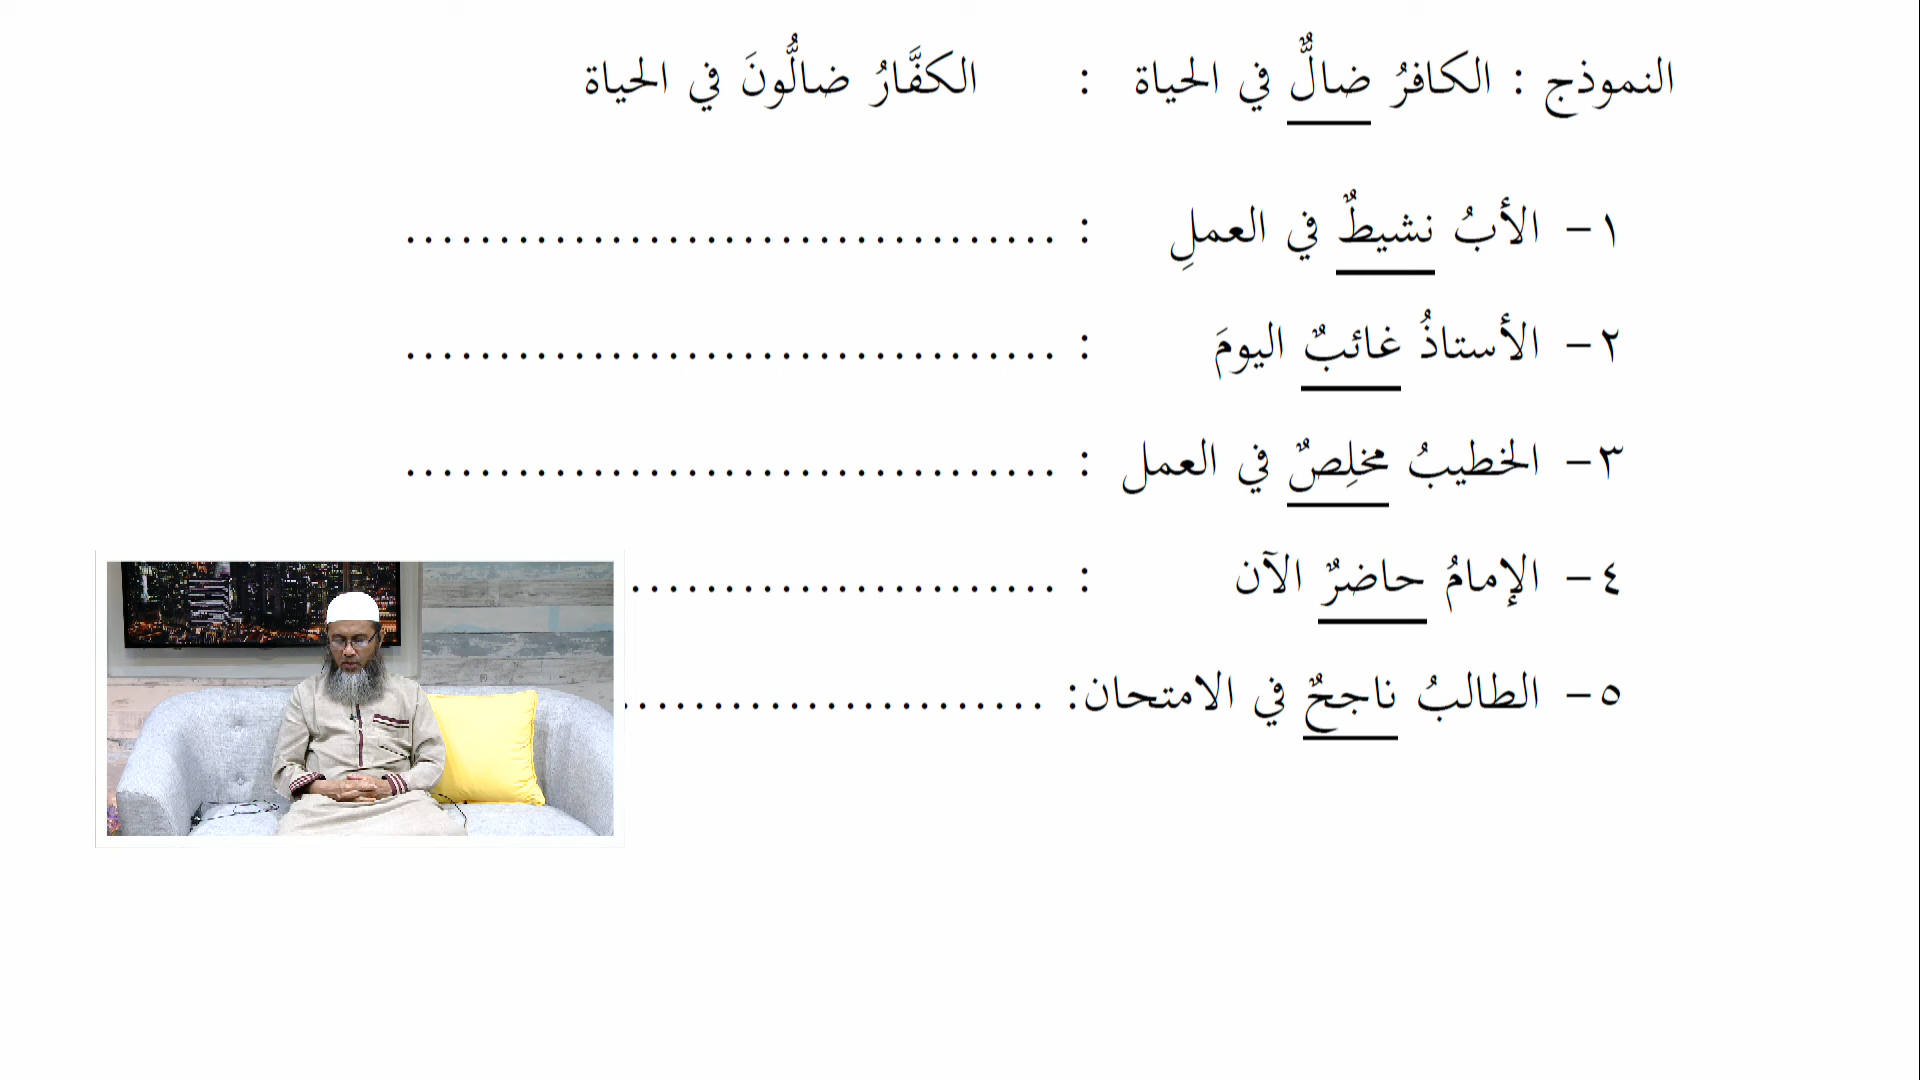 النموذج : الكافرُ ضالٌّ في الحياة : الكفَّارُ ضالُّونَ في الحياة
١- الأبُ نشيطٌ في العملِ : ...................................
٢- الأستاذُ غائبٌ اليومَ : ...................................
٣- الخطيبُ مخلِصٌ في العمل : ...................................
٤- الإمامُ حاضرٌ الآن : .......................
٥- الطالبُ ناجحٌ في الامتحان: .......................